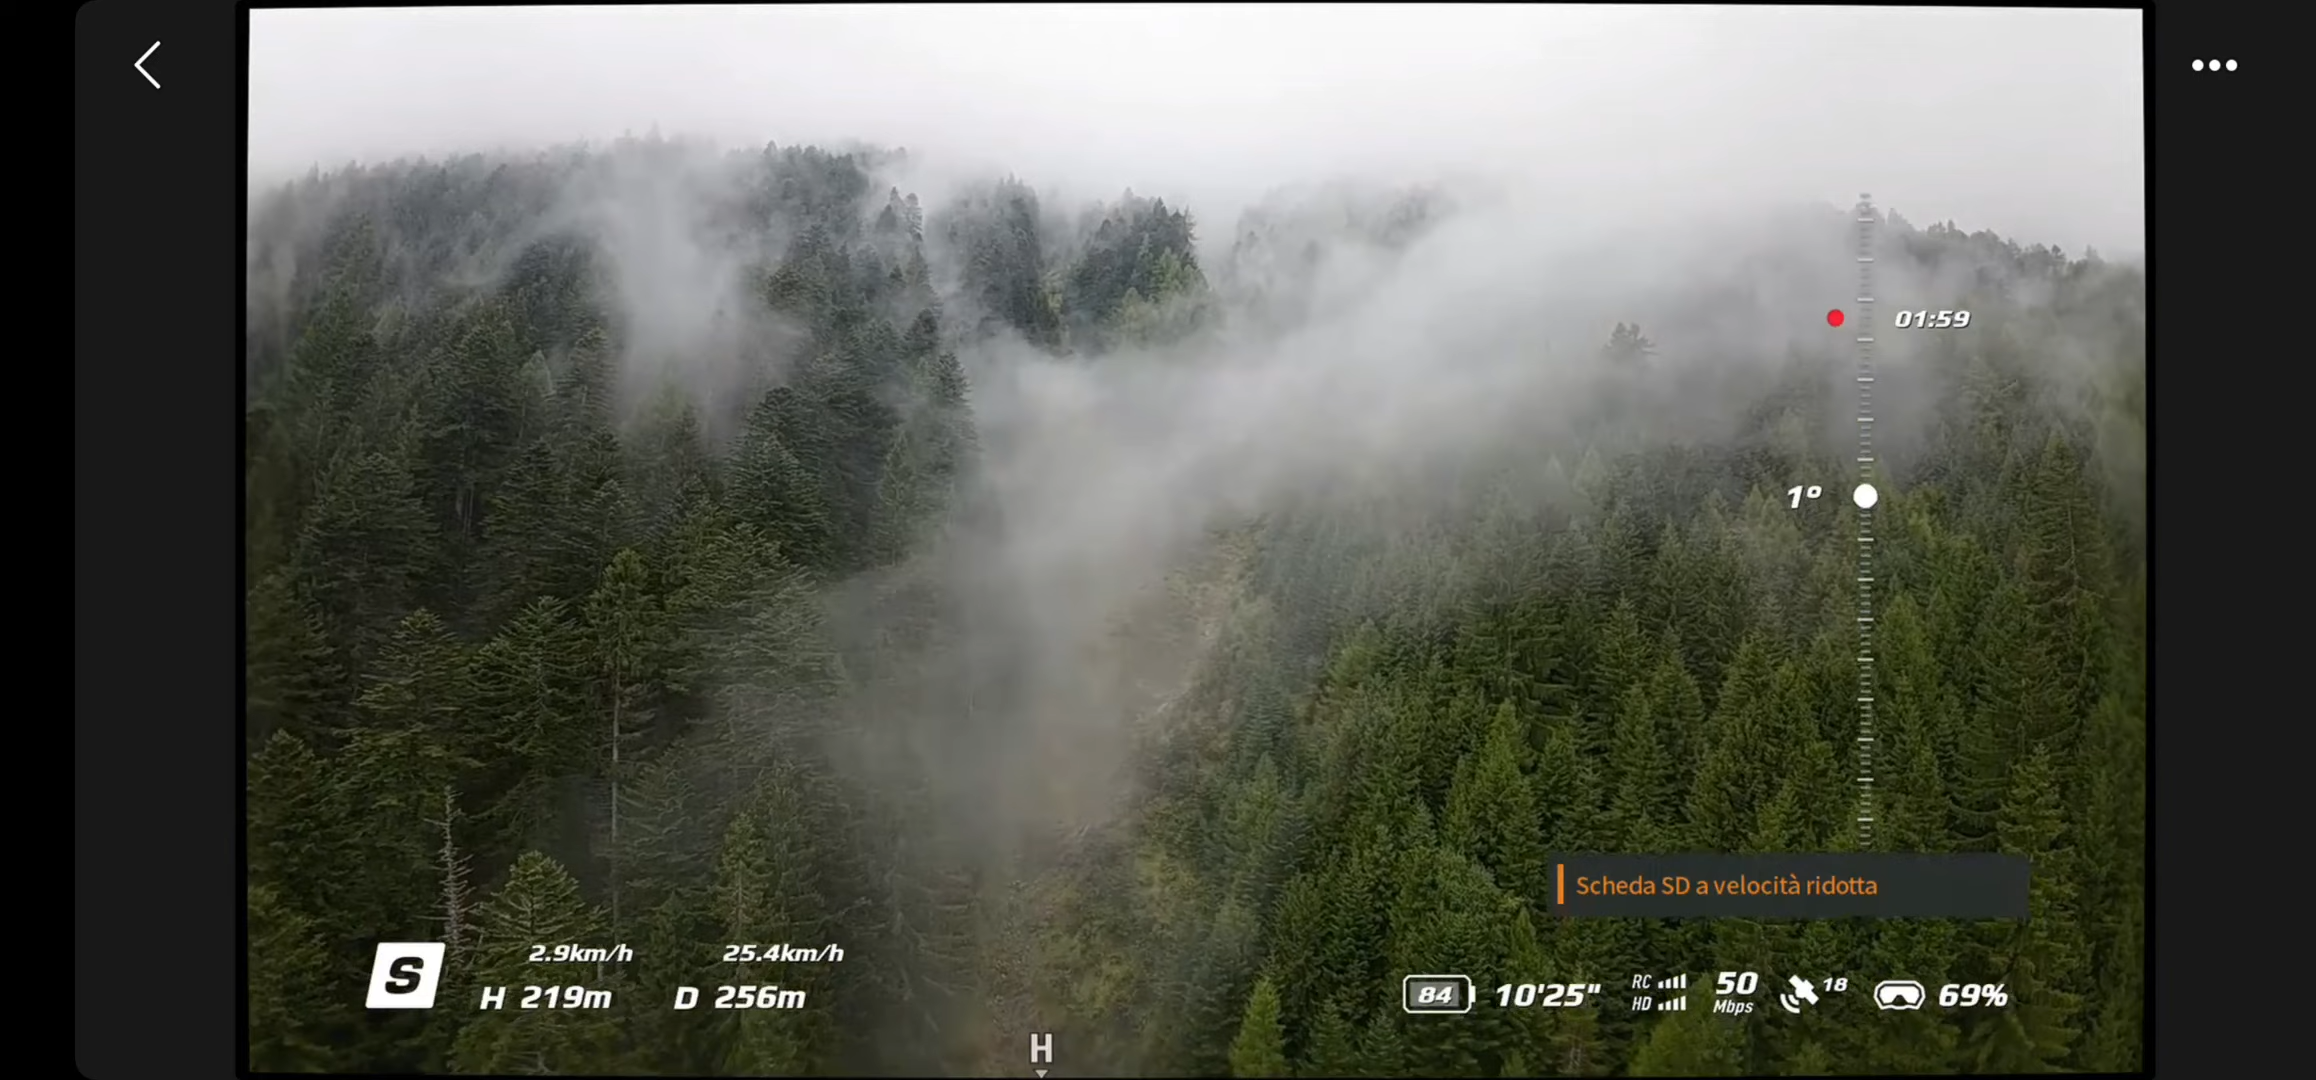 01:59
1°
Scheda SD a velocità ridotta
S
2.9km/h 25.4km/h
H 219m D 256m
84 10'25" RC HD 50 Mbps 18 69%
H